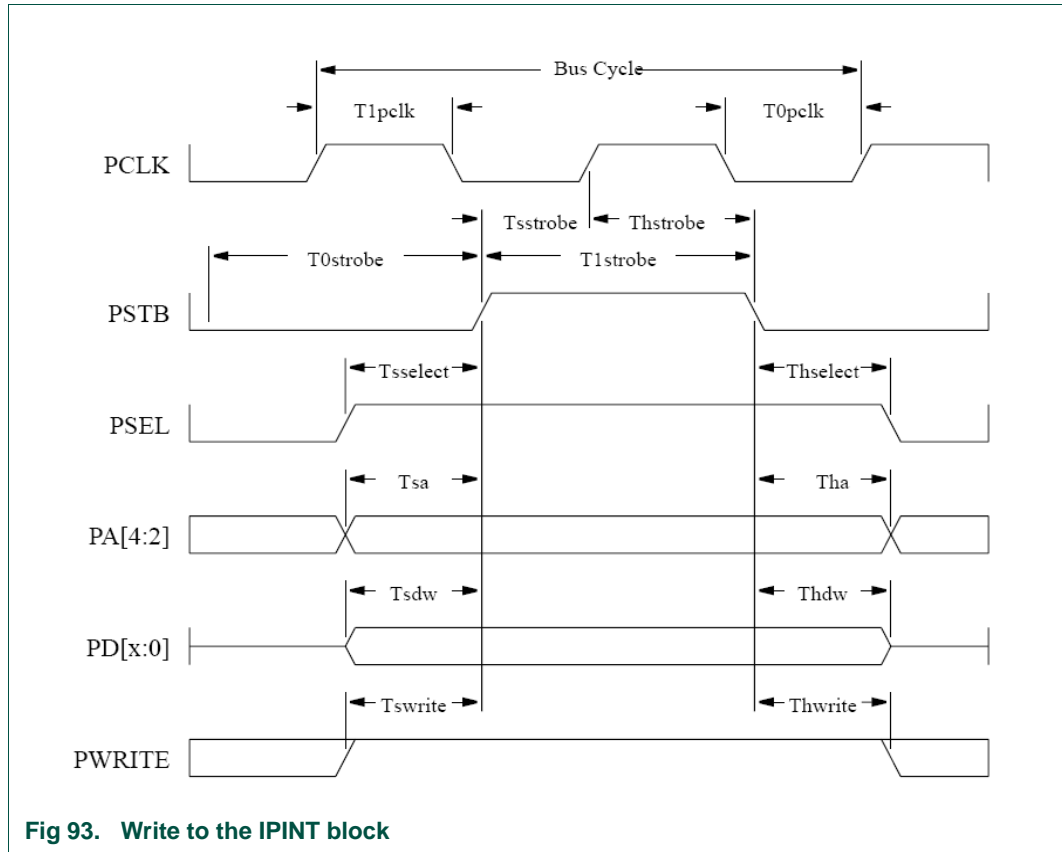 Bus Cycle
T1pclk
T0pclk
PCLK
Tsstrobe
Thstrobe
T0strobe
T1strobe
PSTB
Tsselect
Thselect
PSEL
Tsa
Tha
PA[4:2]
Tsdw
Thdw
PD[x:0]
Tswrite
Thwrite
PWRITE
Fig 93. Write to the IPINT block